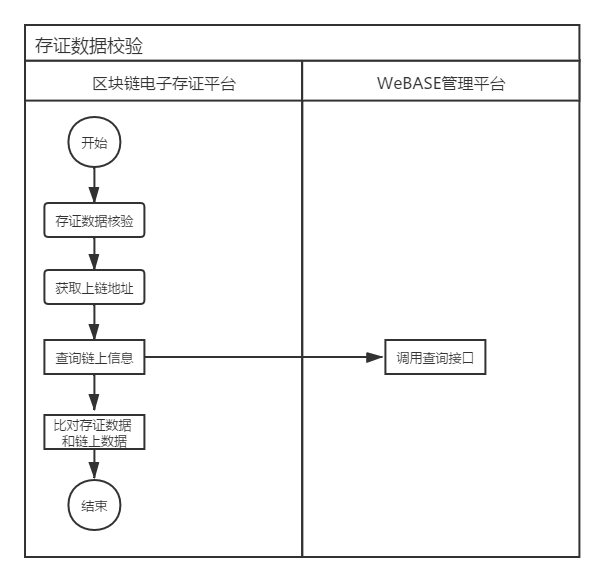 存证数据校验
区块链电子存证平台
WeBASE管理平台
开始
存证数据核验
获取上链地址
查询链上信息
调用查询接口
比对存证数据
和链上数据
结束